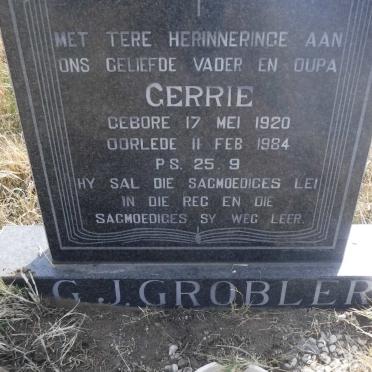 MET TERE HERINNERINGE AAN
ONS GELIEFDE VADER EN OUPA
GERRIE
GEBORE 17 MEI 1920
OORLEDE 11 FEB 1984
PS. 25. 9
HY SAL DIE SAGMOEDIGES LEI
IN DIE REG EN DIE
SAGMOEDIGES SY WEG LEER.
G.J. GROBLER